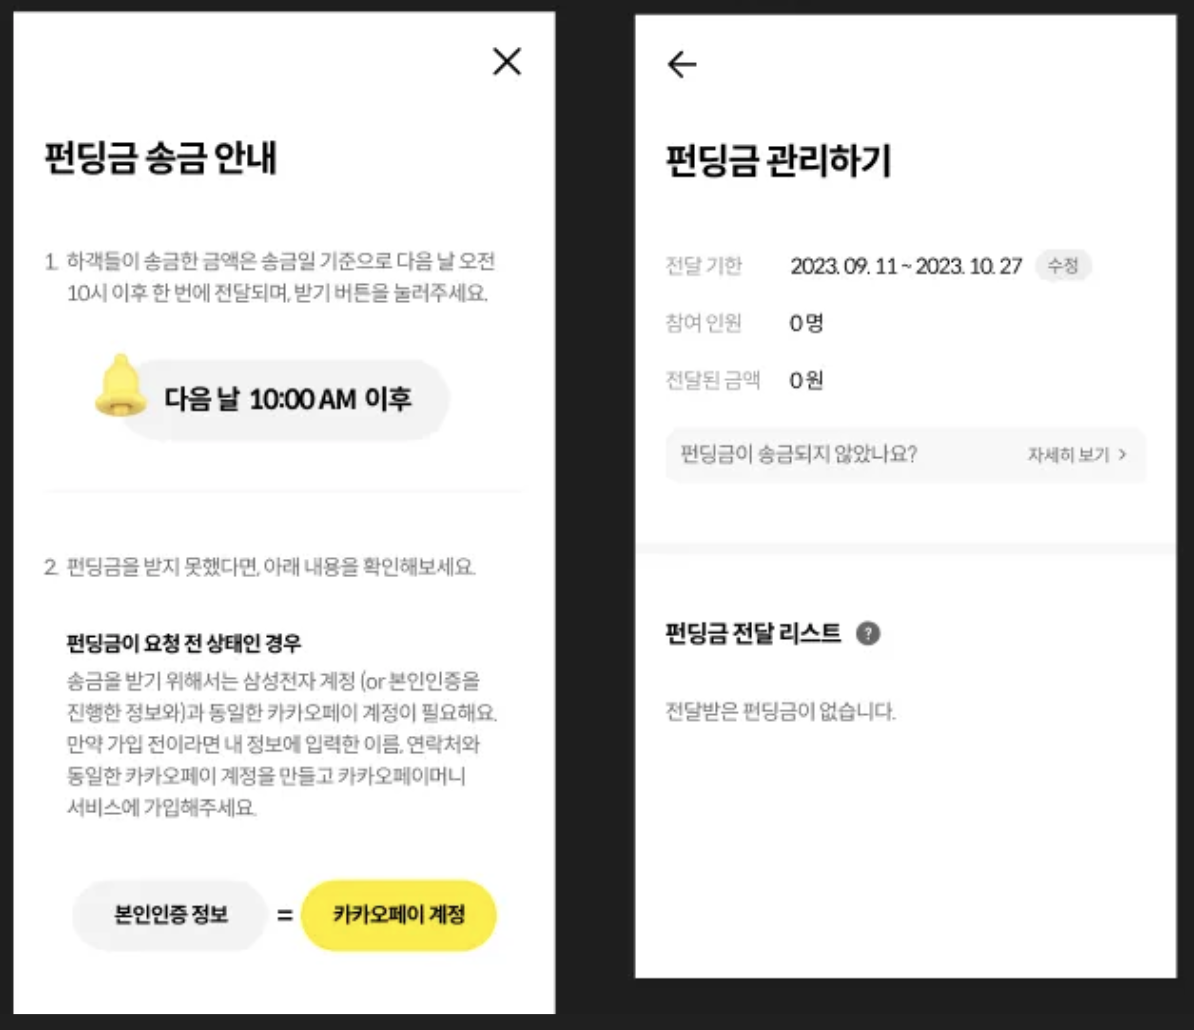 펀딩금 송금 안내
1. 하객들이 송금한 금액은 송금일 기준으로 다음 날 오전
10시 이후 한 번에 전달되며, 받기 버튼을 눌러주세요.
다음 날 10:00 AM 이후
2. 펀딩금을 받지 못했다면, 아래 내용을 확인해보세요.
펀딩금이 요청 전 상태인 경우
송금을 받기 위해서는 삼성전자 계정 (or 본인인증을
진행한 정보와)과 동일한 카카오페이 계정이 필요해요.
만약 가입 전이라면 내 정보에 입력한 이름, 연락처와
동일한 카카오페이 계정을 만들고 카카오페이머니
서비스에 가입해주세요.
본인인증 정보 = 카카오페이 계정
펀딩금 관리하기
전달 기한 2023. 09. 11 ~ 2023. 10. 27 수정
참여 인원 0 명
전달된 금액 0 원
펀딩금이 송금되지 않았나요? 자세히 보기 >
펀딩금 전달 리스트 ?
전달받은 펀딩금이 없습니다.